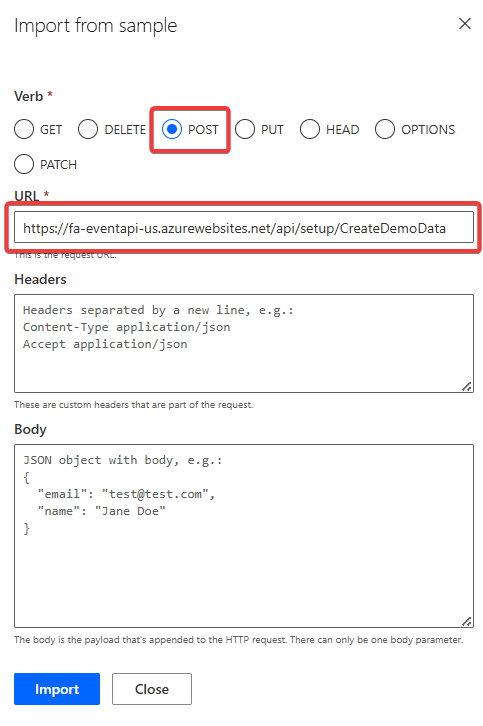 Import from sample
Verb *
GET DELETE POST PUT HEAD OPTIONS
PATCH
URL *
https://fa-eventapi-us.azurewebsites.net/api/setup/CreateDemoData
This is the request URL.
Headers
Headers separated by a new line, e.g.:
Content-Type application/json
Accept application/json
These are custom headers that are part of the request.
Body
JSON object with body, e.g.:
{
  "email": "test@test.com",
  "name": "Jane Doe"
}
The body is the payload that's appended to the HTTP request. There can only be one body parameter.
Import Close